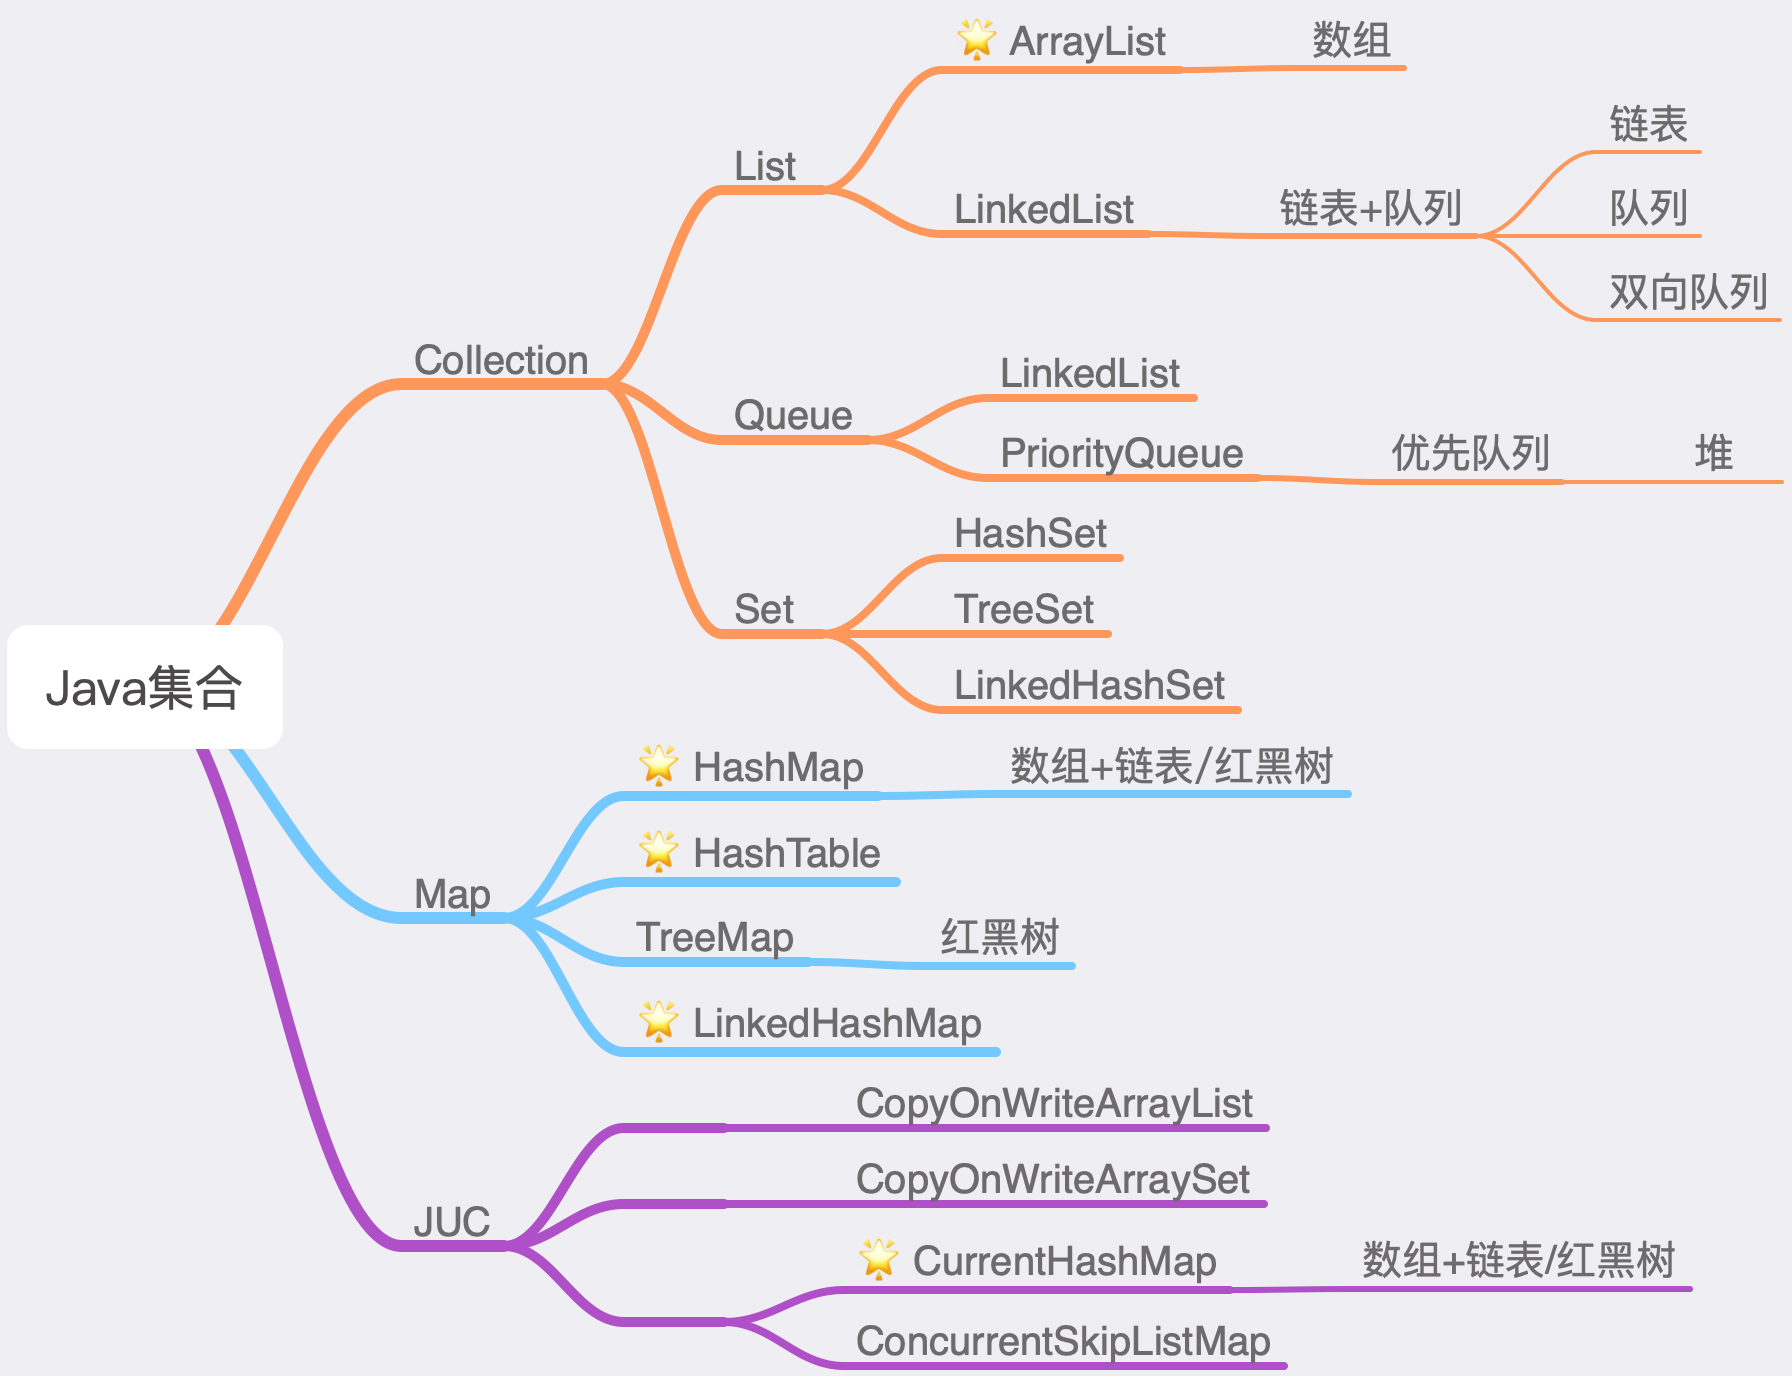 Java集合
Collection
List
🌟 ArrayList
数组
LinkedList
链表+队列
链表
队列
双向队列
Queue
LinkedList
PriorityQueue
优先队列
堆
Set
HashSet
TreeSet
LinkedHashSet
Map
🌟 HashMap
数组+链表/红黑树
🌟 HashTable
TreeMap
红黑树
🌟 LinkedHashMap
JUC
CopyOnWriteArrayList
CopyOnWriteArraySet
🌟 CurrentHashMap
数组+链表/红黑树
ConcurrentSkipListMap